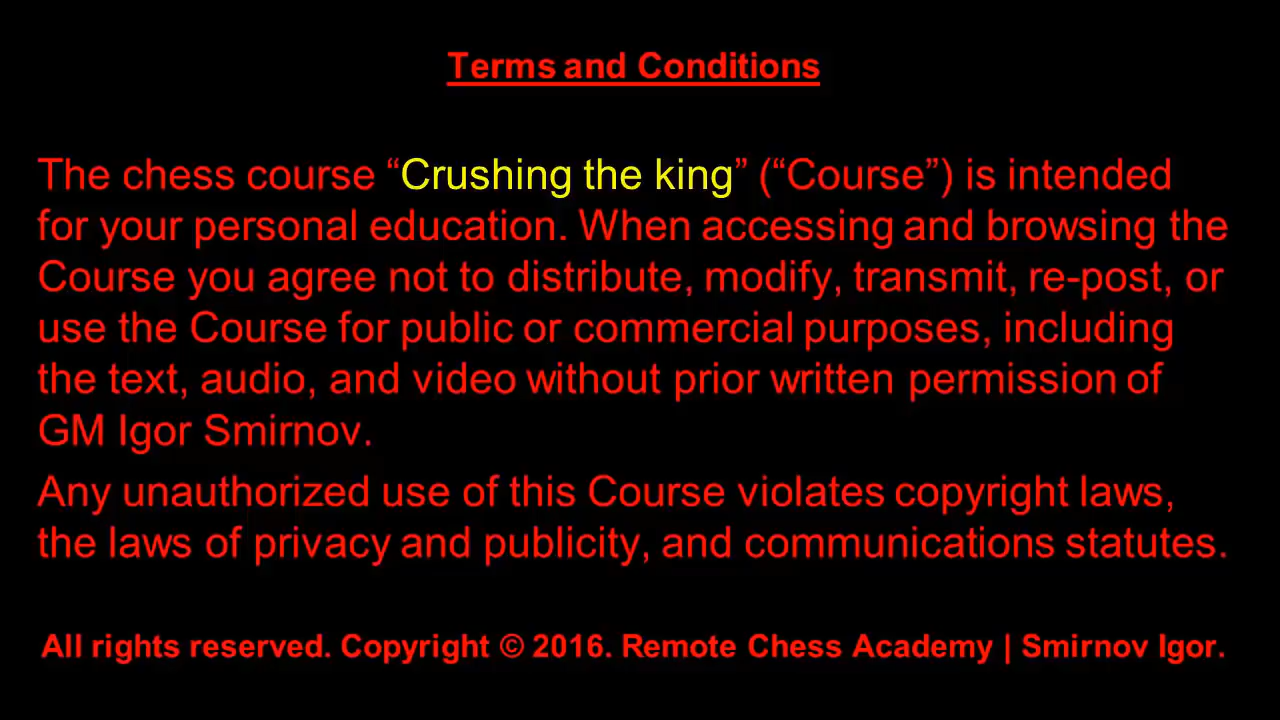 Terms and Conditions
The chess course “Crushing the king” (“Course”) is intended
for your personal education. When accessing and browsing the
Course you agree not to distribute, modify, transmit, re-post, or
use the Course for public or commercial purposes, including
the text, audio, and video without prior written permission of
GM Igor Smirnov.
Any unauthorized use of this Course violates copyright laws,
the laws of privacy and publicity, and communications statutes.
All rights reserved. Copyright © 2016. Remote Chess Academy | Smirnov Igor.